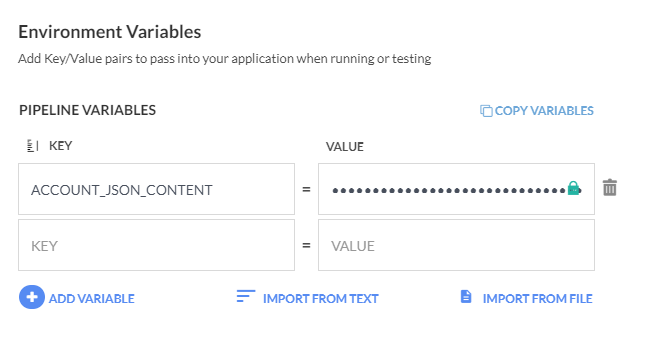 Environment Variables
Add Key/Value pairs to pass into your application when running or testing
PIPELINE VARIABLES
COPY VARIABLES
KEY
VALUE
ACCOUNT_JSON_CONTENT = ••••••••••••••••••••••••••••••
KEY = VALUE
ADD VARIABLE
IMPORT FROM TEXT
IMPORT FROM FILE